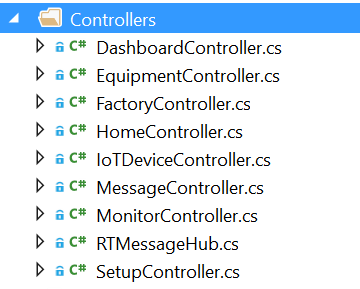 Controllers
C# DashboardController.cs
C# EquipmentController.cs
C# FactoryController.cs
C# HomeController.cs
C# IoTDeviceController.cs
C# MessageController.cs
C# MonitorController.cs
C# RTMessageHub.cs
C# SetupController.cs